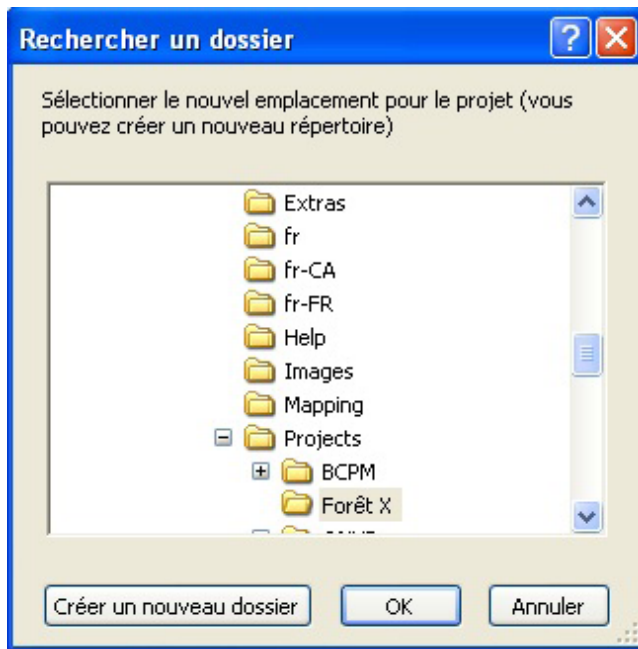 Rechercher un dossier
Sélectionner le nouvel emplacement pour le projet (vous
pouvez créer un nouveau répertoire)
Extras
fr
fr-CA
fr-FR
Help
Images
Mapping
Projects
BCPM
Forêt X
Créer un nouveau dossier
OK
Annuler